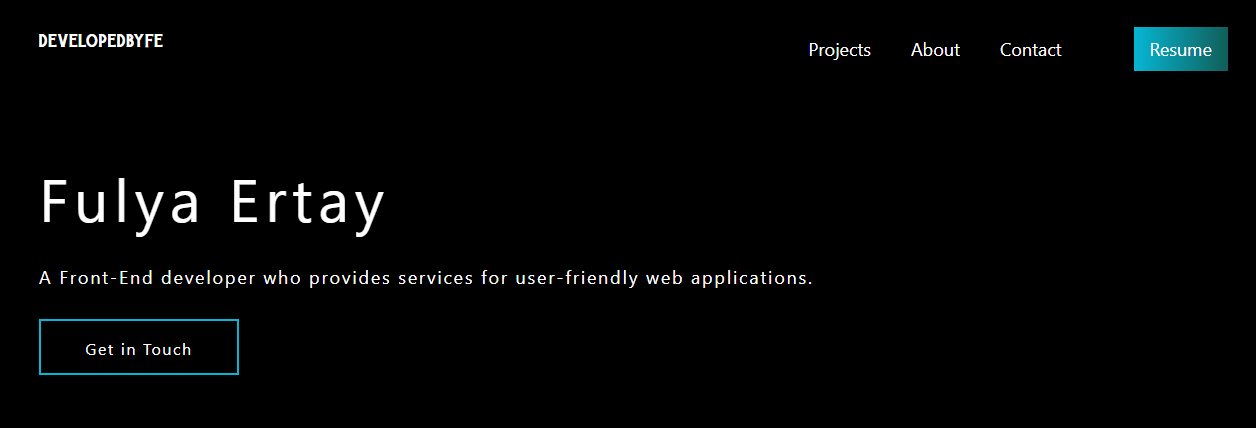 DEVELOPEDBYFE
Projects About Contact Resume
Fulya Ertay
A Front-End developer who provides services for user-friendly web applications.
Get in Touch